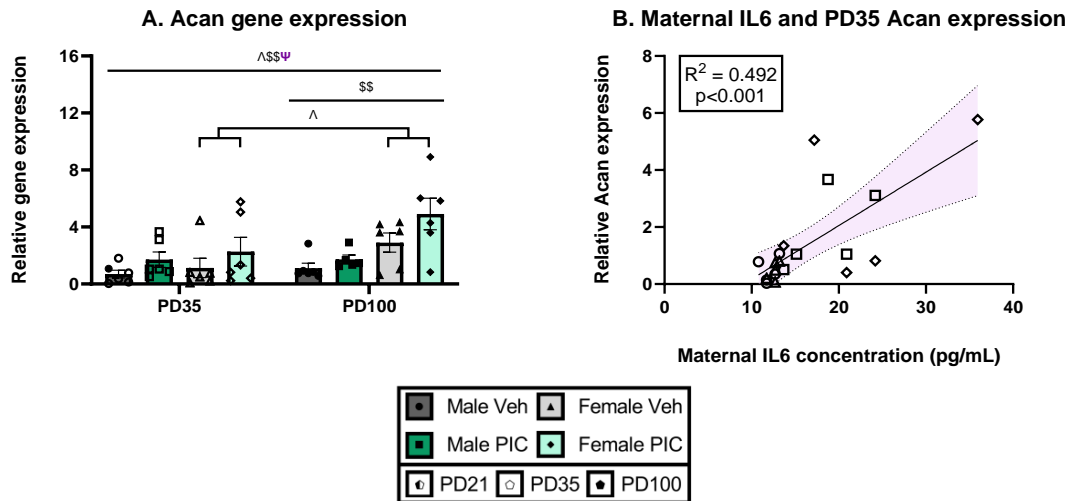 A. Acan gene expression
Relative gene expression
16
12
8
4
0
Λ$$Ψ
$$
Λ
PD35
PD100
B. Maternal IL6 and PD35 Acan expression
Relative Acan expression
8
6
4
2
0
R² = 0.492
p<0.001
0
10
20
30
40
Maternal IL6 concentration (pg/mL)
Male Veh
Female Veh
Male PIC
Female PIC
PD21
PD35
PD100